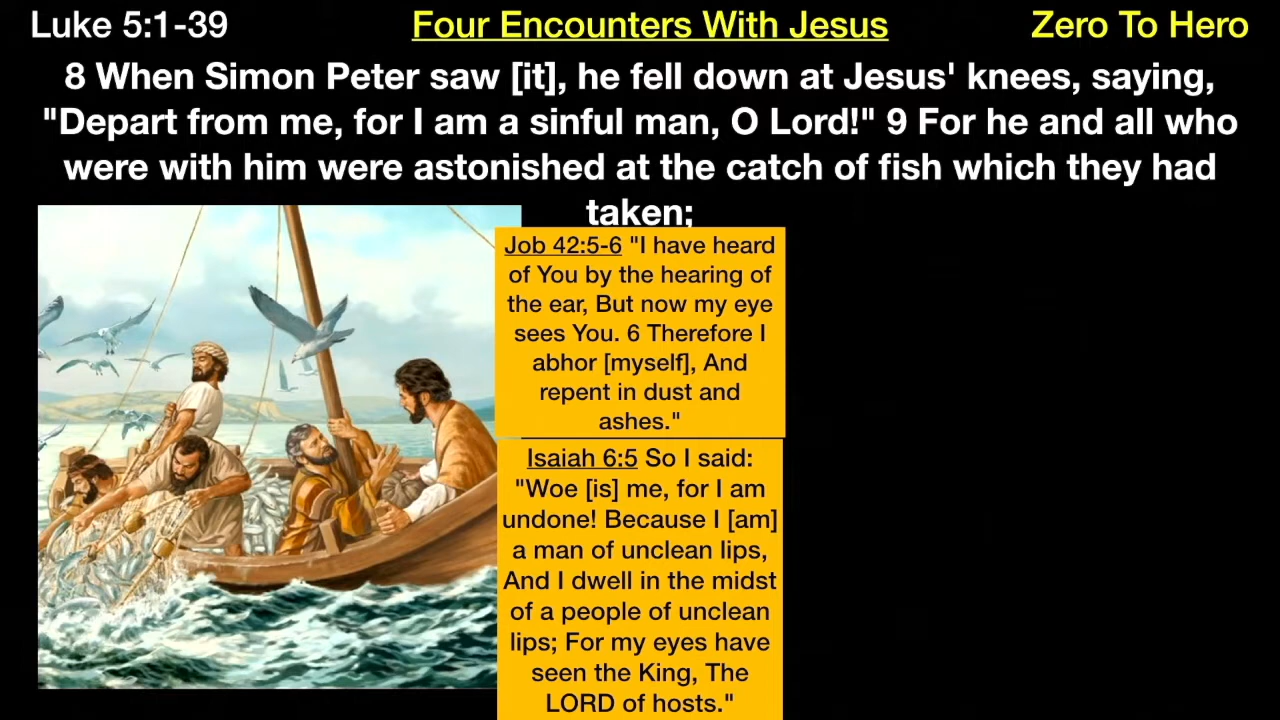 Luke 5:1-39
Four Encounters With Jesus
Zero To Hero
8 When Simon Peter saw [it], he fell down at Jesus' knees, saying,
"Depart from me, for I am a sinful man, O Lord!" 9 For he and all who
were with him were astonished at the catch of fish which they had
taken;
Job 42:5-6 "I have heard
of You by the hearing of
the ear, But now my eye
sees You. 6 Therefore I
abhor [myself], And
repent in dust and
ashes."
Isaiah 6:5 So I said:
"Woe [is] me, for I am
undone! Because I [am]
a man of unclean lips,
And I dwell in the midst
of a people of unclean
lips; For my eyes have
seen the King, The
LORD of hosts."